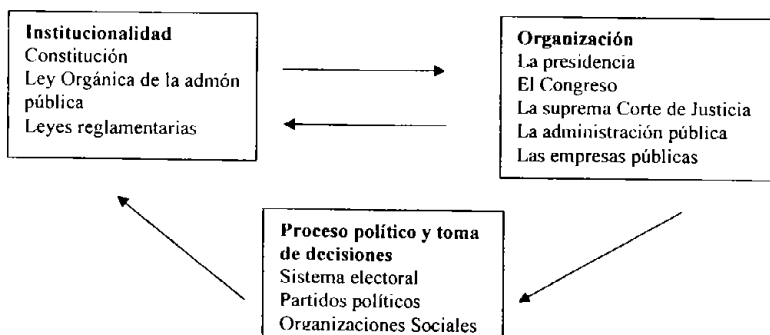 Institucionalidad
Constitución
Ley Orgánica de la admón
pública
Leyes reglamentarias
Organización
La presidencia
El Congreso
La suprema Corte de Justicia
La administración pública
Las empresas públicas
Proceso político y toma
de decisiones
Sistema electoral
Partidos políticos
Organizaciones Sociales